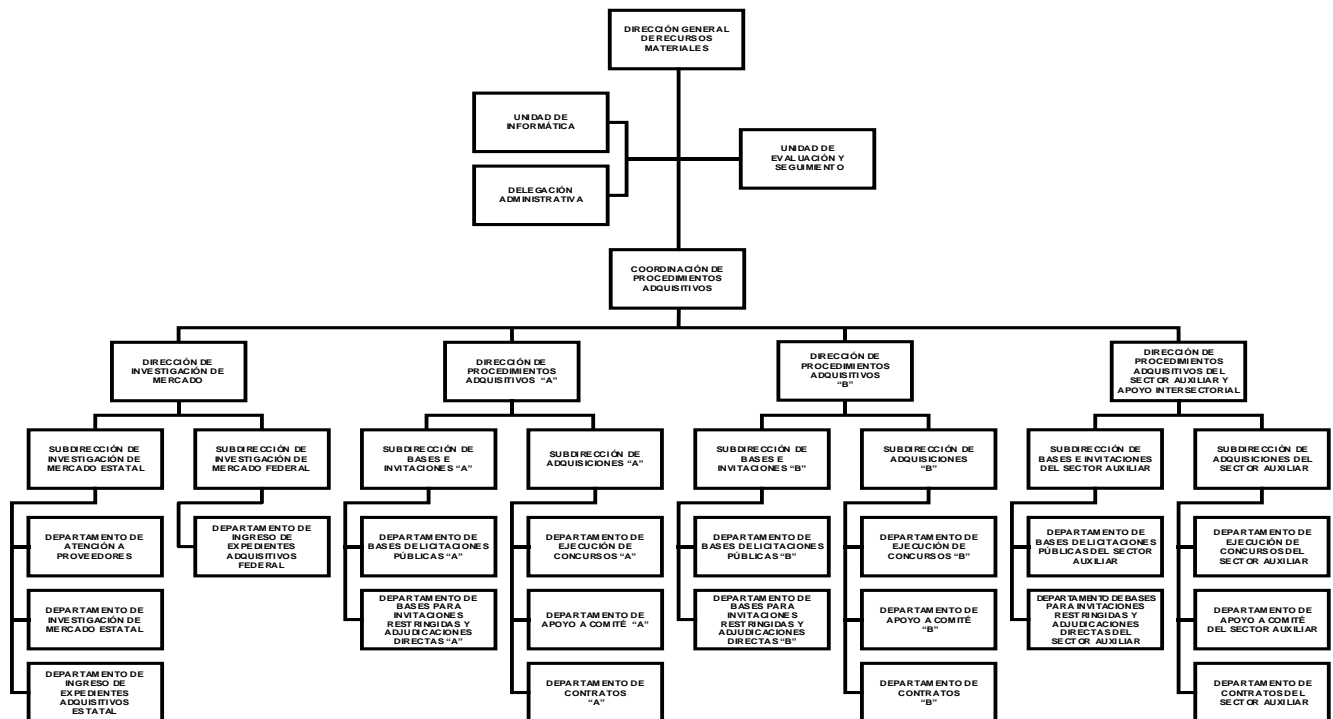 DIRECCIÓN GENERAL
DE RECURSOS
MATERIALES
UNIDAD DE
INFORMÁTICA
UNIDAD DE
EVALUACIÓN Y
SEGUIMIENTO
DELEGACIÓN
ADMINISTRATIVA
COORDINACIÓN DE
PROCEDIMIENTOS
ADQUISITIVOS
DIRECCIÓN DE
INVESTIGACIÓN DE
MERCADO
DIRECCIÓN DE
PROCEDIMIENTOS
ADQUISITIVOS “A”
DIRECCIÓN DE
PROCEDIMIENTOS
ADQUISITIVOS
“B”
DIRECCIÓN DE
PROCEDIMIENTOS
ADQUISITIVOS DEL
SECTOR AUXILIAR Y
APOYO INTERSECTORIAL
SUBDIRECCIÓN DE
INVESTIGACIÓN DE
MERCADO ESTATAL
SUBDIRECCIÓN DE
INVESTIGACIÓN DE
MERCADO FEDERAL
SUBDIRECCIÓN DE
BASES E
INVITACIONES “A”
SUBDIRECCIÓN DE
ADQUISICIONES “A”
SUBDIRECCIÓN DE
BASES E
INVITACIONES “B”
SUBDIRECCIÓN DE
ADQUISICIONES
“B”
SUBDIRECCIÓN DE
BASES E INVITACIONES
DEL SECTOR AUXILIAR
SUBDIRECCIÓN DE
ADQUISICIONES DEL
SECTOR AUXILIAR
DEPARTAMENTO DE
ATENCIÓN A
PROVEEDORES
DEPARTAMENTO DE
INGRESO DE
EXPEDIENTES
ADQUISITIVOS
FEDERAL
DEPARTAMENTO DE
BASES DE LICITACIONES
PÚBLICAS “A”
DEPARTAMENTO DE
EJECUCIÓN DE
CONCURSOS “A”
DEPARTAMENTO DE
BASES DE LICITACIONES
PÚBLICAS “B”
DEPARTAMENTO DE
EJECUCIÓN DE
CONCURSOS “B”
DEPARTAMENTO DE
BASES DE LICITACIONES
PÚBLICAS DEL SECTOR
AUXILIAR
DEPARTAMENTO DE
EJECUCIÓN DE
CONCURSOS DEL
SECTOR AUXILIAR
DEPARTAMENTO DE
INVESTIGACIÓN DE
MERCADO ESTATAL
DEPARTAMENTO DE
BASES PARA
INVITACIONES
RESTRINGIDAS Y
ADJUDICACIONES
DIRECTAS “A”
DEPARTAMENTO DE
APOYO A COMITÉ “A”
DEPARTAMENTO DE
BASES PARA
INVITACIONES
RESTRINGIDAS Y
ADJUDICACIONES
DIRECTAS “B”
DEPARTAMENTO DE
APOYO A COMITÉ
“B”
DEPARTAMENTO DE BASES
PARA INVITACIONES
RESTRINGIDAS Y
ADJUDICACIONES
DIRECTAS DEL
SECTOR AUXILIAR
DEPARTAMENTO DE
APOYO A COMITÉ
DEL SECTOR AUXILIAR
DEPARTAMENTO DE
INGRESO DE
EXPEDIENTES
ADQUISITIVOS
ESTATAL
DEPARTAMENTO DE
CONTRATOS
“A”
DEPARTAMENTO DE
CONTRATOS
“B”
DEPARTAMENTO DE
CONTRATOS DEL
SECTOR AUXILIAR